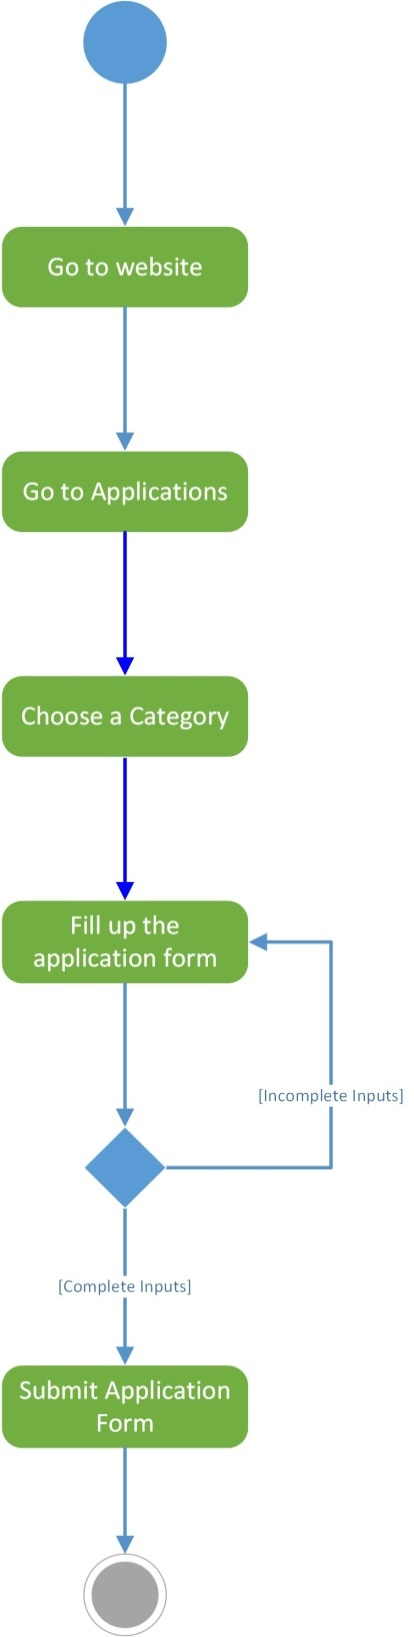 Go to website
Go to Applications
Choose a Category
Fill up the
application form
[Incomplete Inputs]
[Complete Inputs]
Submit Application
Form